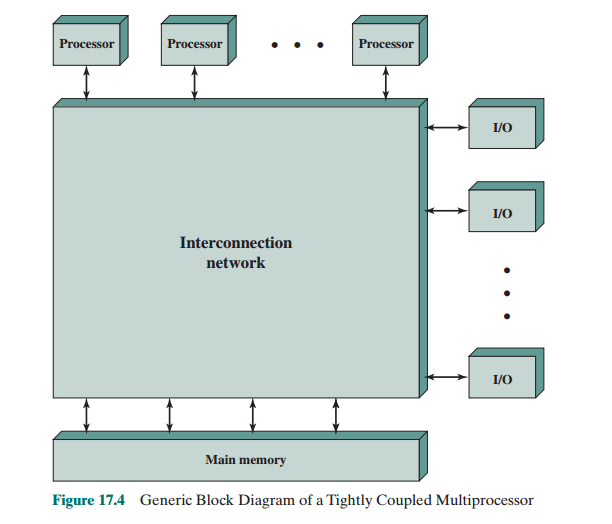 Processor Processor • • • Processor
I/O
I/O
Interconnection
network
I/O
Main memory
Figure 17.4 Generic Block Diagram of a Tightly Coupled Multiprocessor